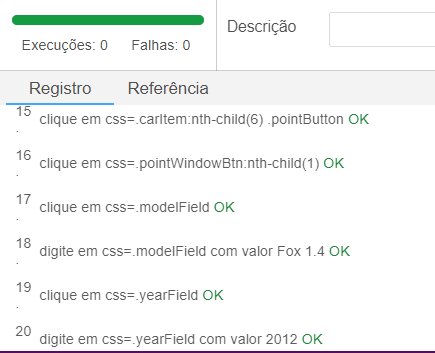 Execuções: 0 Falhas: 0
Descrição
Registro Referência
15. clique em css=.carItem:nth-child(6) .pointButton OK
16. clique em css=.pointWindowBtn:nth-child(1) OK
17. clique em css=.modelField OK
18. digite em css=.modelField com valor Fox 1.4 OK
19. clique em css=.yearField OK
20 digite em css=.yearField com valor 2012 OK